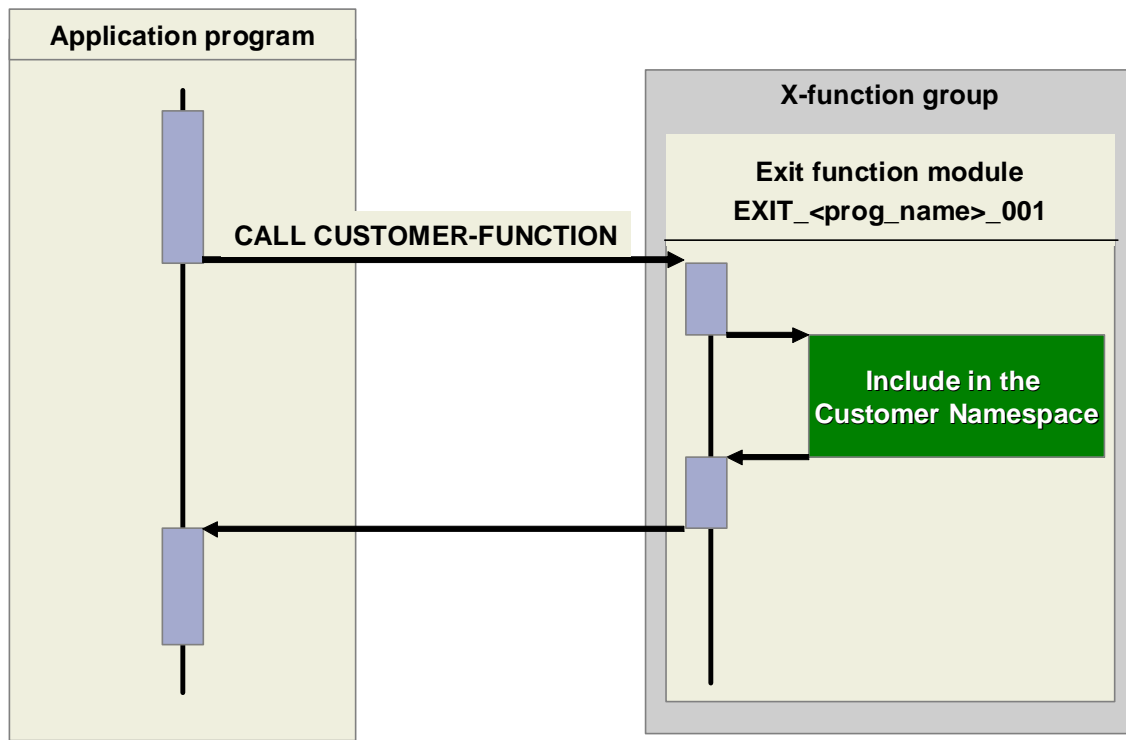 Application program
X-function group
Exit function module
EXIT_<prog_name>_001
CALL CUSTOMER-FUNCTION
Include in the
Customer Namespace